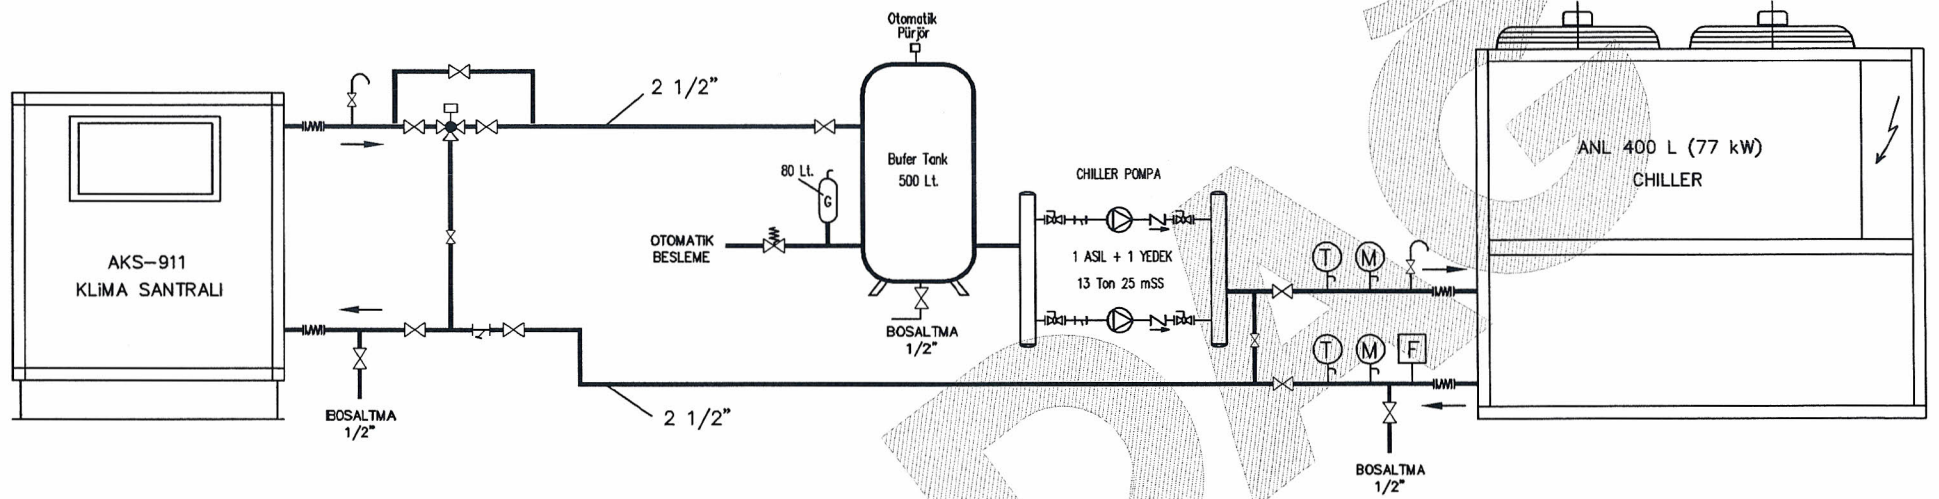 Otomatik
Pürjör
2 1/2"
Bufer Tank
500 Lt.
80 Lt.
G
CHILLER POMPA
ANL 400 L (77 kW)
CHILLER
AKS-911
KLiMA SANTRALI
OTOMATIK
BESLEME
1 ASIL + 1 YEDEK
13 Ton 25 mSS
T
M
BOSALTMA
1/2"
T
M
F
2 1/2"
BOSALTMA
1/2"
BOSALTMA
1/2"